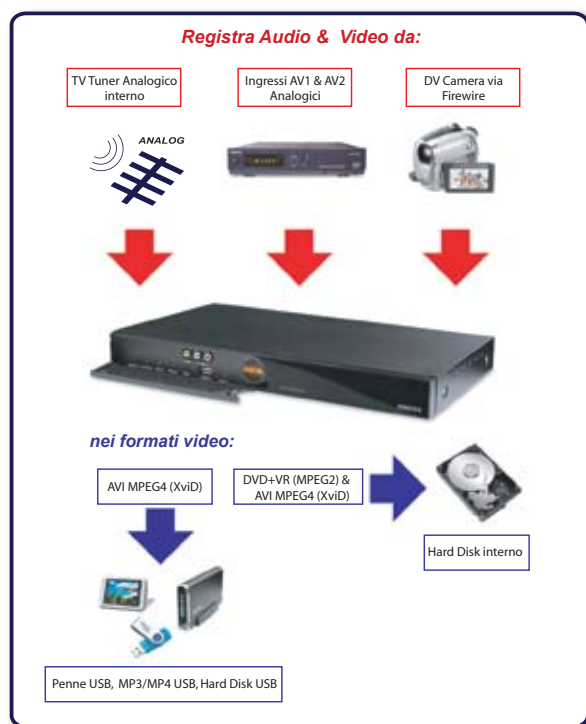 Registra Audio & Video da:
TV Tuner Analogico
interno
Ingressi AV1 & AV2
Analogici
DV Camera via
Firewire
ANALOG
nei formati video:
AVI MPEG4 (XviD)
DVD+VR (MPEG2) &
AVI MPEG4 (XviD)
Hard Disk interno
Penne USB, MP3/MP4 USB, Hard Disk USB